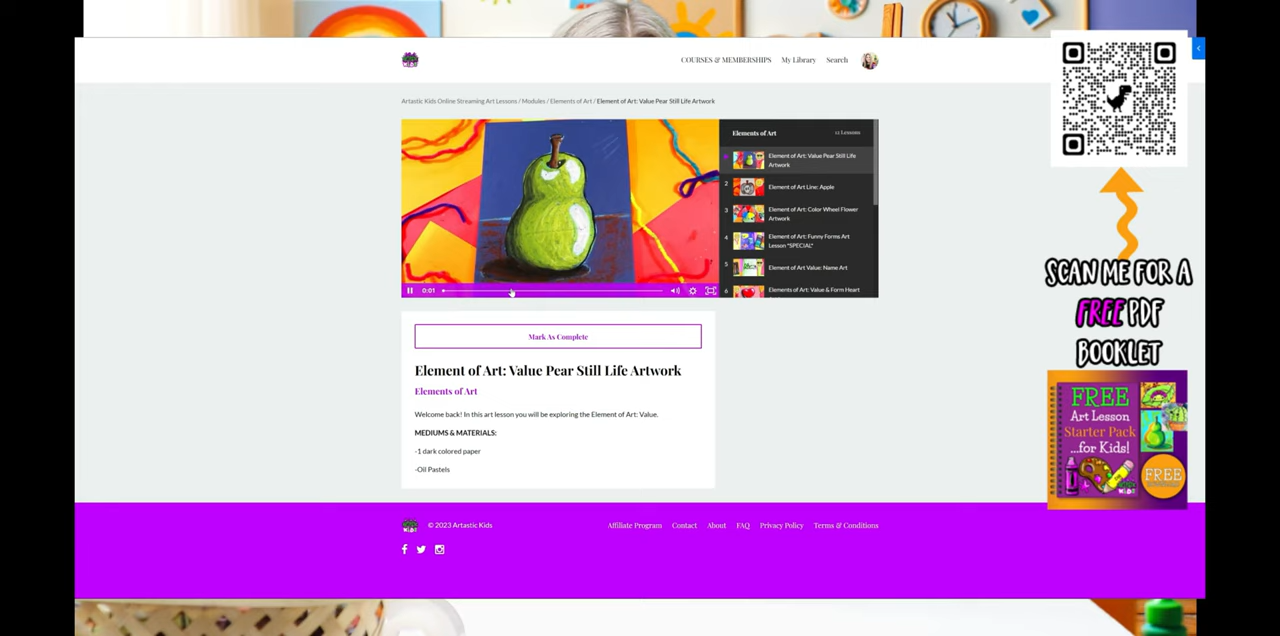 COURSES & MEMBERSHIPS My Library Search
Artastic Kids Online Streaming Art Lessons / Modules / Elements of Art / Element of Art: Value Pear Still Life Artwork
Elements of Art 12 Lessons
Element of Art: Value Pear Still Life
Artwork
2 Element of Art Line: Apple
3 Element of Art: Color Wheel Flower
Artwork
4 Element of Art: Funny Forms Art
Lesson *SPECIAL*
5 Element of Art Value: Name Art
6 Elements of Art: Value & Form Heart
0:01
Mark As Complete
Element of Art: Value Pear Still Life Artwork
Elements of Art
Welcome back! In this art lesson you will be exploring the Element of Art: Value.
MEDIUMS & MATERIALS:
-1 dark colored paper
-Oil Pastels
© 2023 Artastic Kids Affiliate Program Contact About FAQ Privacy Policy Terms & Conditions
SCAN ME FOR A
FREE PDF
BOOKLET
FREE
Art Lesson
Starter Pack
...for Kids!
FREE